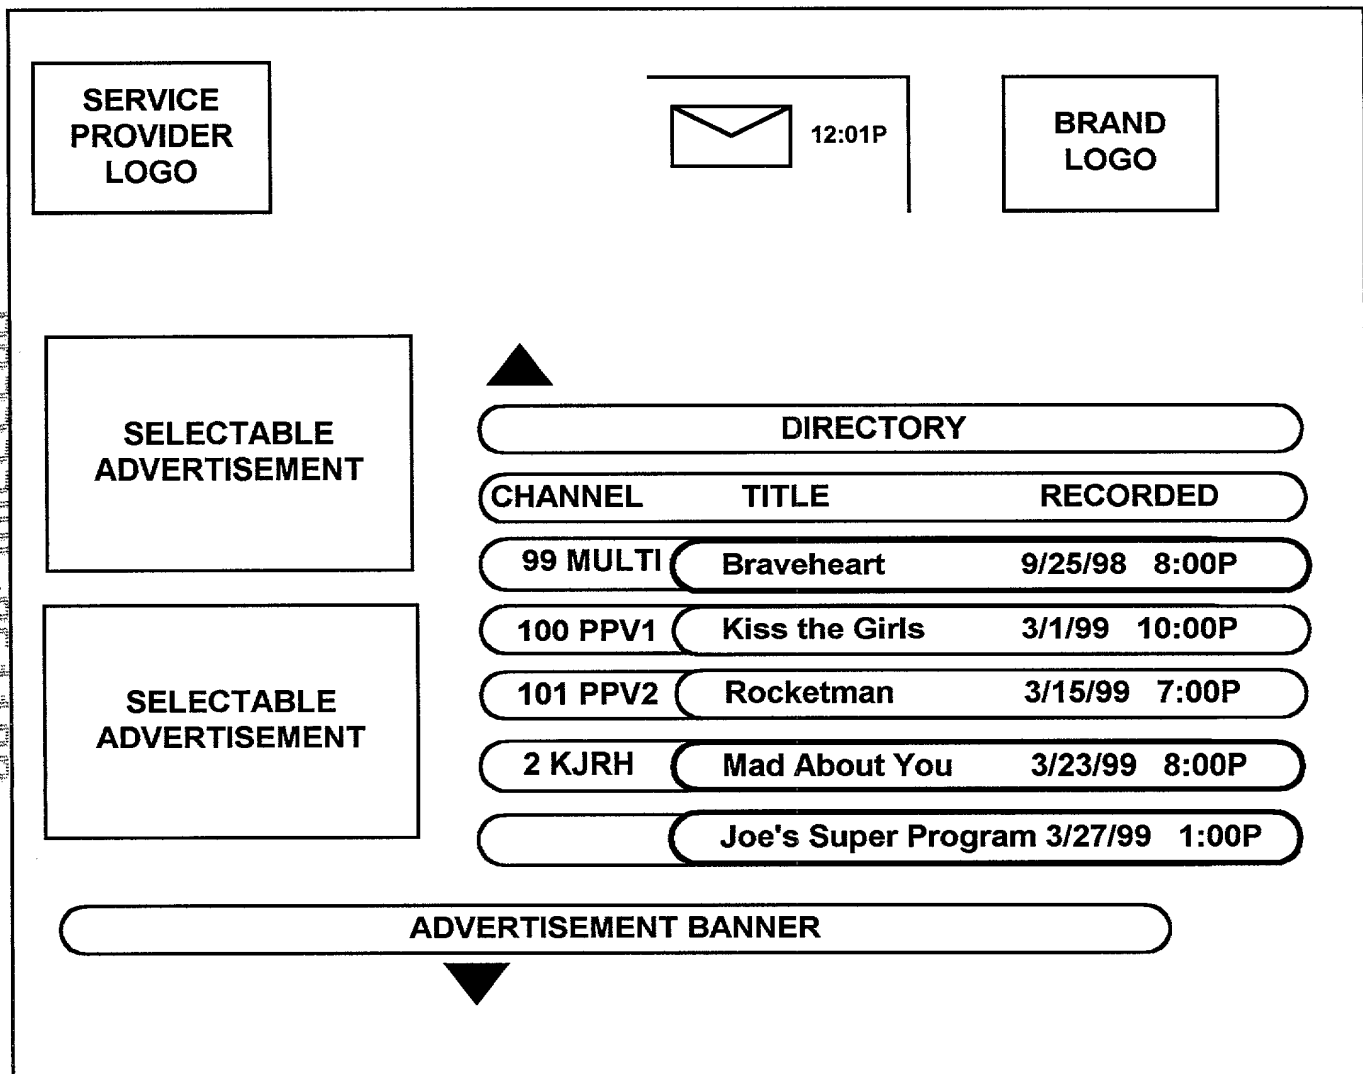 SERVICE
PROVIDER
LOGO
12:01P
BRAND
LOGO
SELECTABLE
ADVERTISEMENT
SELECTABLE
ADVERTISEMENT
DIRECTORY
CHANNEL TITLE RECORDED
99 MULTI Braveheart 9/25/98 8:00P
100 PPV1 Kiss the Girls 3/1/99 10:00P
101 PPV2 Rocketman 3/15/99 7:00P
2 KJRH Mad About You 3/23/99 8:00P
Joe's Super Program 3/27/99 1:00P
ADVERTISEMENT BANNER